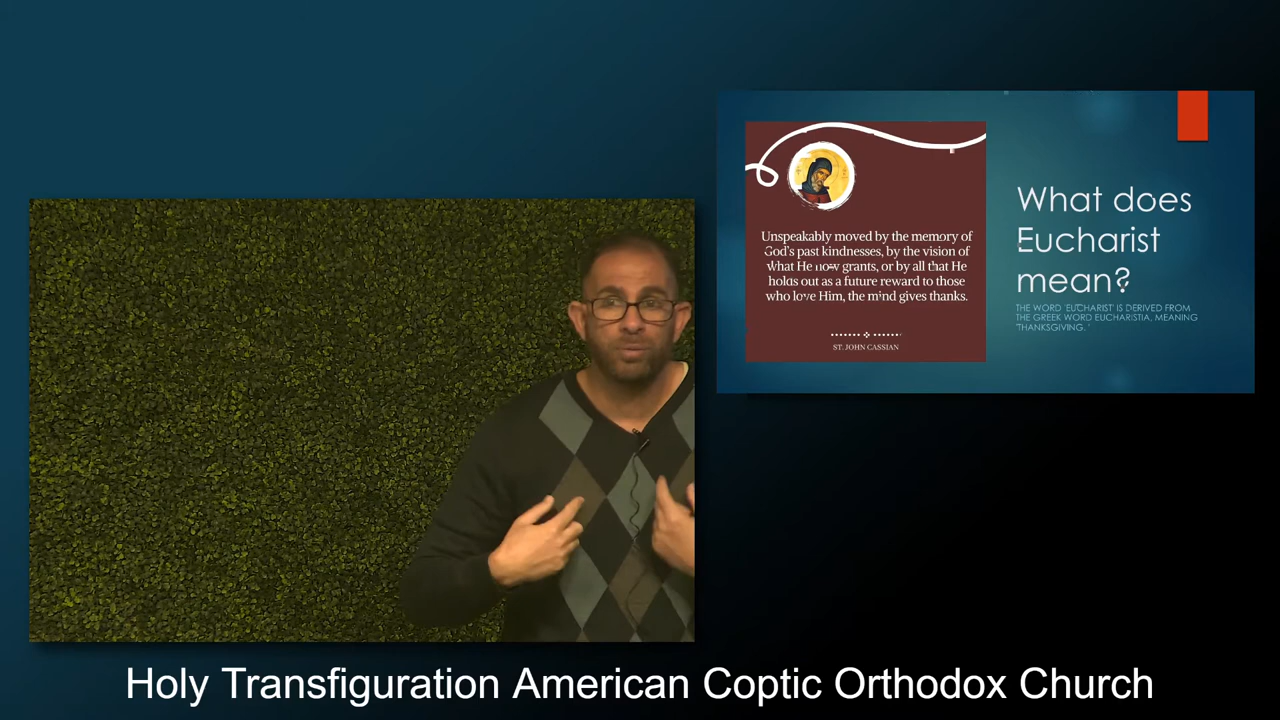 Unspeakably moved by the memory of
God's past kindnesses, by the vision of
what He now grants, or by all that He
holds out as a future reward to those
who love Him, the mind gives thanks.
ST. JOHN CASSIAN
What does
Eucharist
mean?
THE WORD 'EUCHARIST' IS DERIVED FROM
THE GREEK WORD EUCHARISTIA, MEANING
'THANKSGIVING.'
Holy Transfiguration American Coptic Orthodox Church